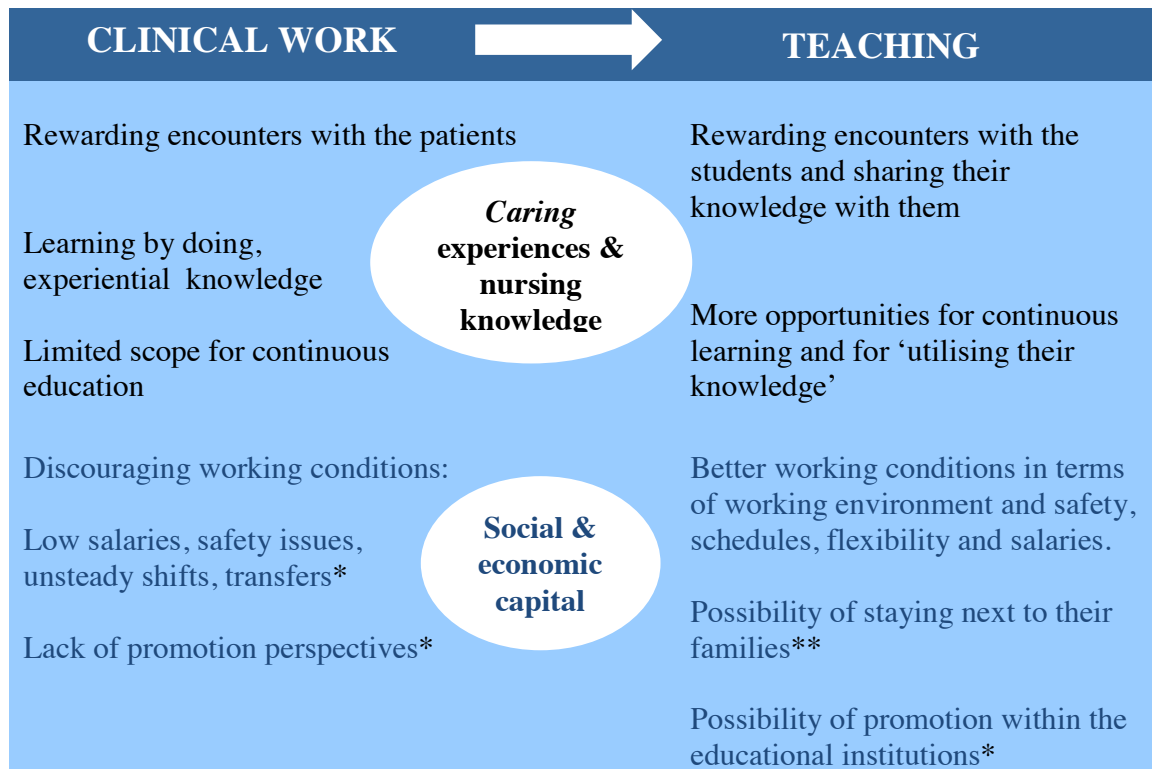 CLINICAL WORK
TEACHING
Rewarding encounters with the patients
Learning by doing,
experiential knowledge
Limited scope for continuous
education
Discouraging working conditions:
Low salaries, safety issues,
unsteady shifts, transfers*
Lack of promotion perspectives*
Caring
experiences &
nursing
knowledge
Social &
economic
capital
Rewarding encounters with the
students and sharing their
knowledge with them
More opportunities for continuous
learning and for ‘utilising their
knowledge’
Better working conditions in terms
of working environment and safety,
schedules, flexibility and salaries.
Possibility of staying next to their
families**
Possibility of promotion within the
educational institutions*